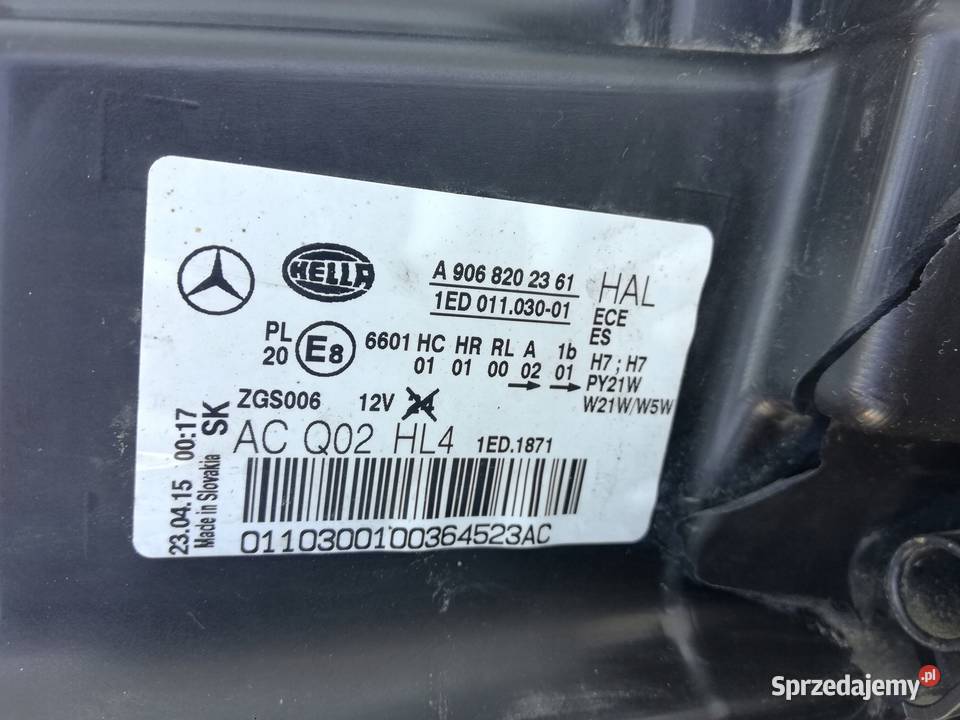 HELLA
A 906 820 23 61 HAL
1ED 011.030-01
ECE
ES
PL
20
E8
6601 HC HR RL A 1b
01 01 00 02 01
H7 ; H7
PY21W
W21W/W5W
ZGS006 12V 24
AC Q02 HL4 1ED.1871
0110300100364523AC
23.04.15 00:17
Made in Slovakia
SK
Sprzedajemy.pl